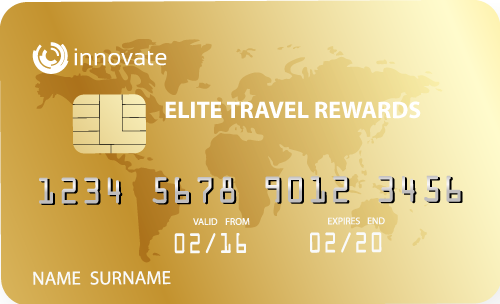 innovate
ELITE TRAVEL REWARDS
1234 5678 9012 3456
VALID FROM EXPIRES END
02/16 02/20
NAME SURNAME